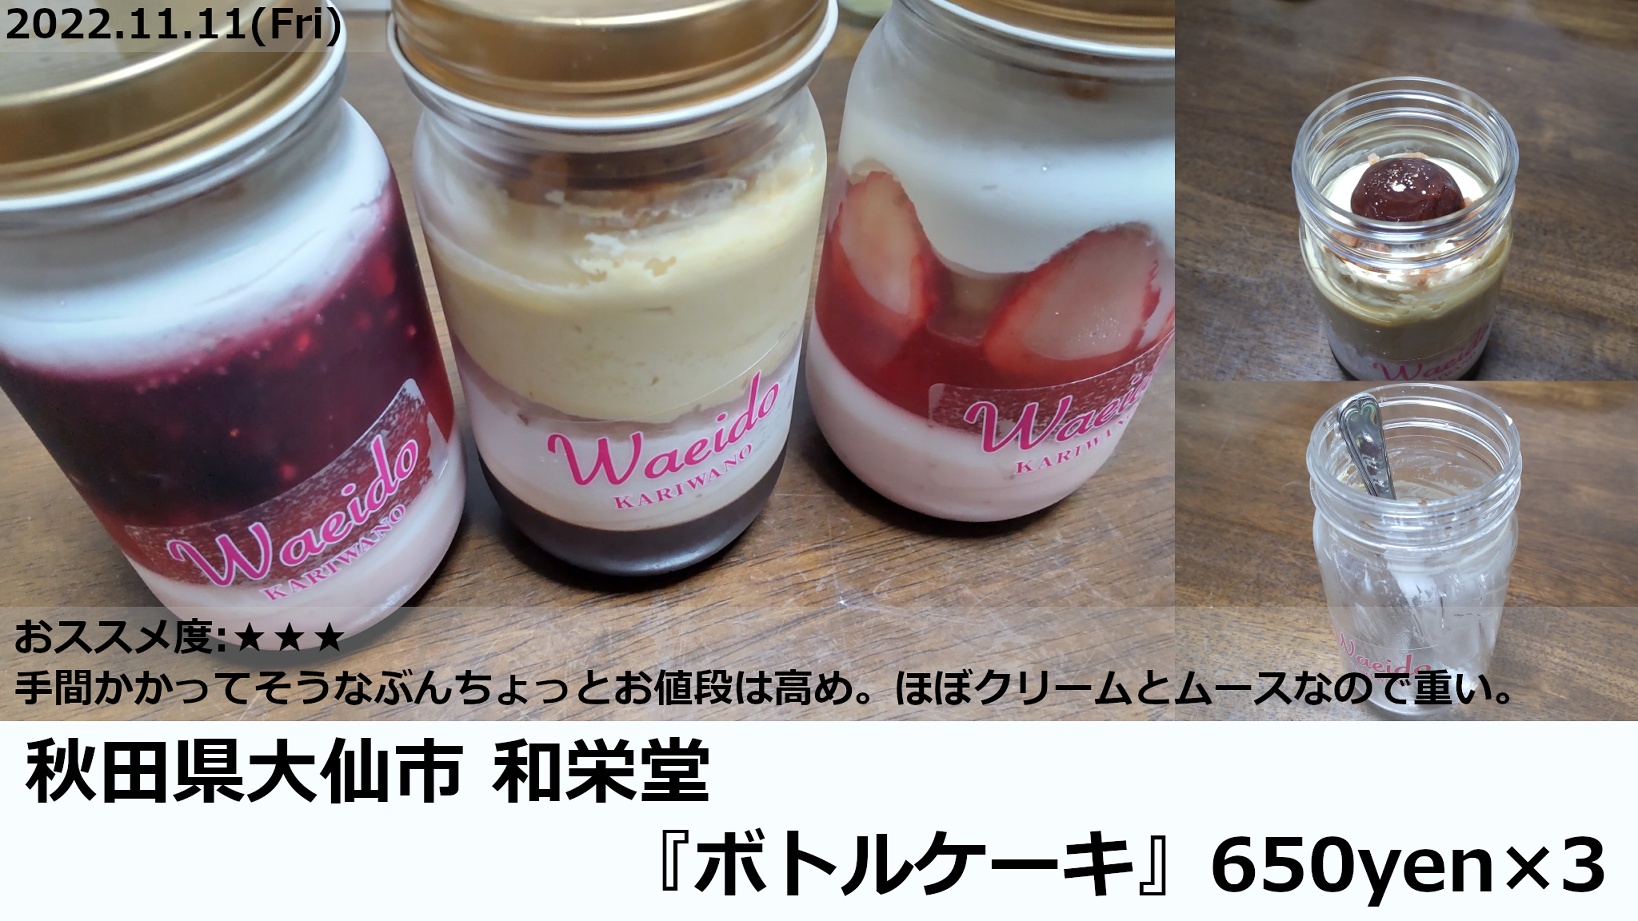 2022.11.11(Fri)
Waeido
KARIWANO
Waeido
KARIWANO
Waeido
KARIWANO
Waeido
Waeido
おススメ度:★★★
手間かかってそうなぶんちょっとお値段は高め。ほぼクリームとムースなので重い。
秋田県大仙市 和栄堂
『ボトルケーキ』650yen×3